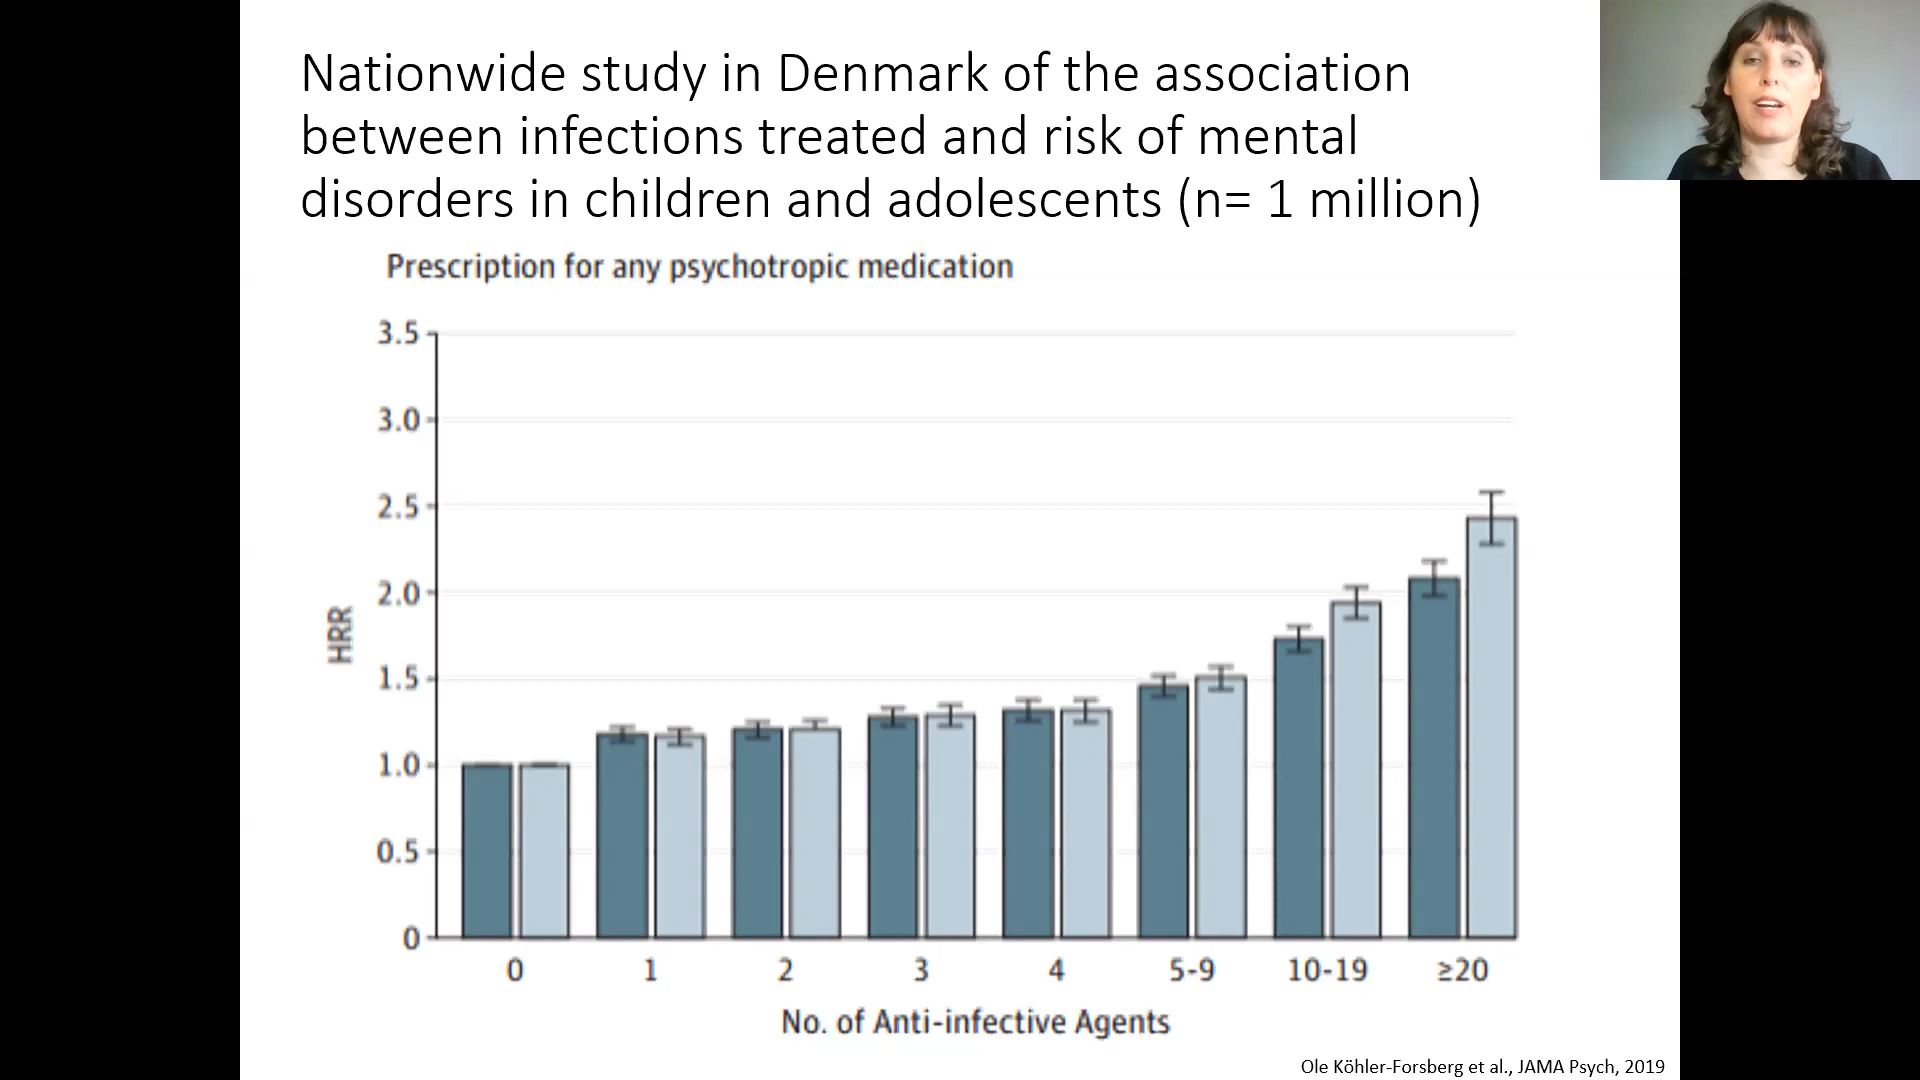 Nationwide study in Denmark of the association
between infections treated and risk of mental
disorders in children and adolescents (n= 1 million)
Prescription for any psychotropic medication
3.5
3.0
2.5
2.0
1.5
1.0
0.5
0
HRR
0 1 2 3 4 5-9 10-19 ≥20
No. of Anti-infective Agents
Ole Köhler-Forsberg et al., JAMA Psych, 2019